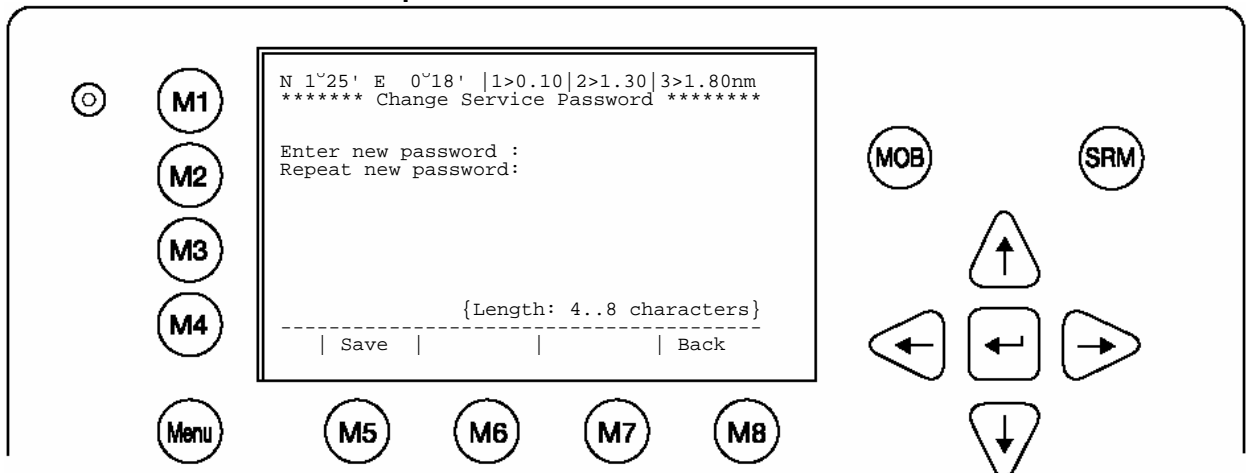 N 1˘25' E  0˘18' |1>0.10|2>1.30|3>1.80nm
******* Change Service Password ********
Enter new password :
Repeat new password:
{Length: 4..8 characters}
----------------------------------------
| Save |        |        | Back
M1
M2
M3
M4
Menu
M5 M6 M7 M8
MOB SRM